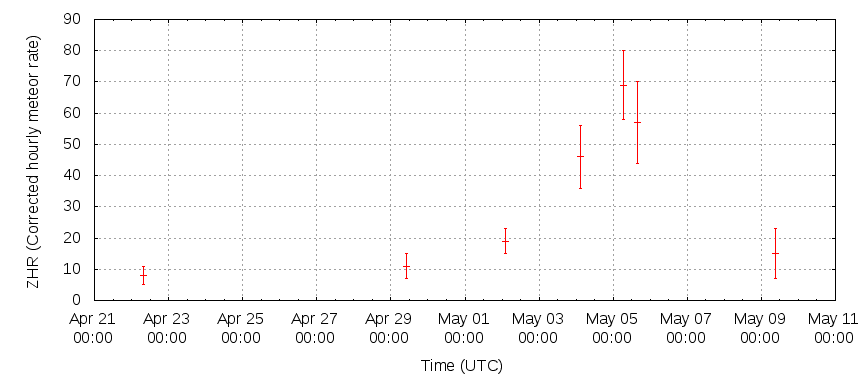 90
80
70
60
50
40
30
20
10
0
ZHR (Corrected hourly meteor rate)
Apr 21 Apr 23 Apr 25 Apr 27 Apr 29 May 01 May 03 May 05 May 07 May 09 May 11
00:00 00:00 00:00 00:00 00:00 00:00 00:00 00:00 00:00 00:00 00:00
Time (UTC)